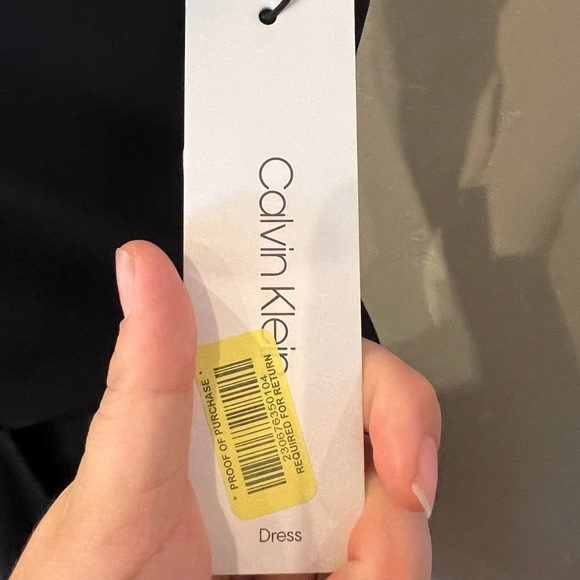 Calvin Klein
* PROOF OF PURCHASE *
230676350104
REQUIRED FOR RETURN
Dress